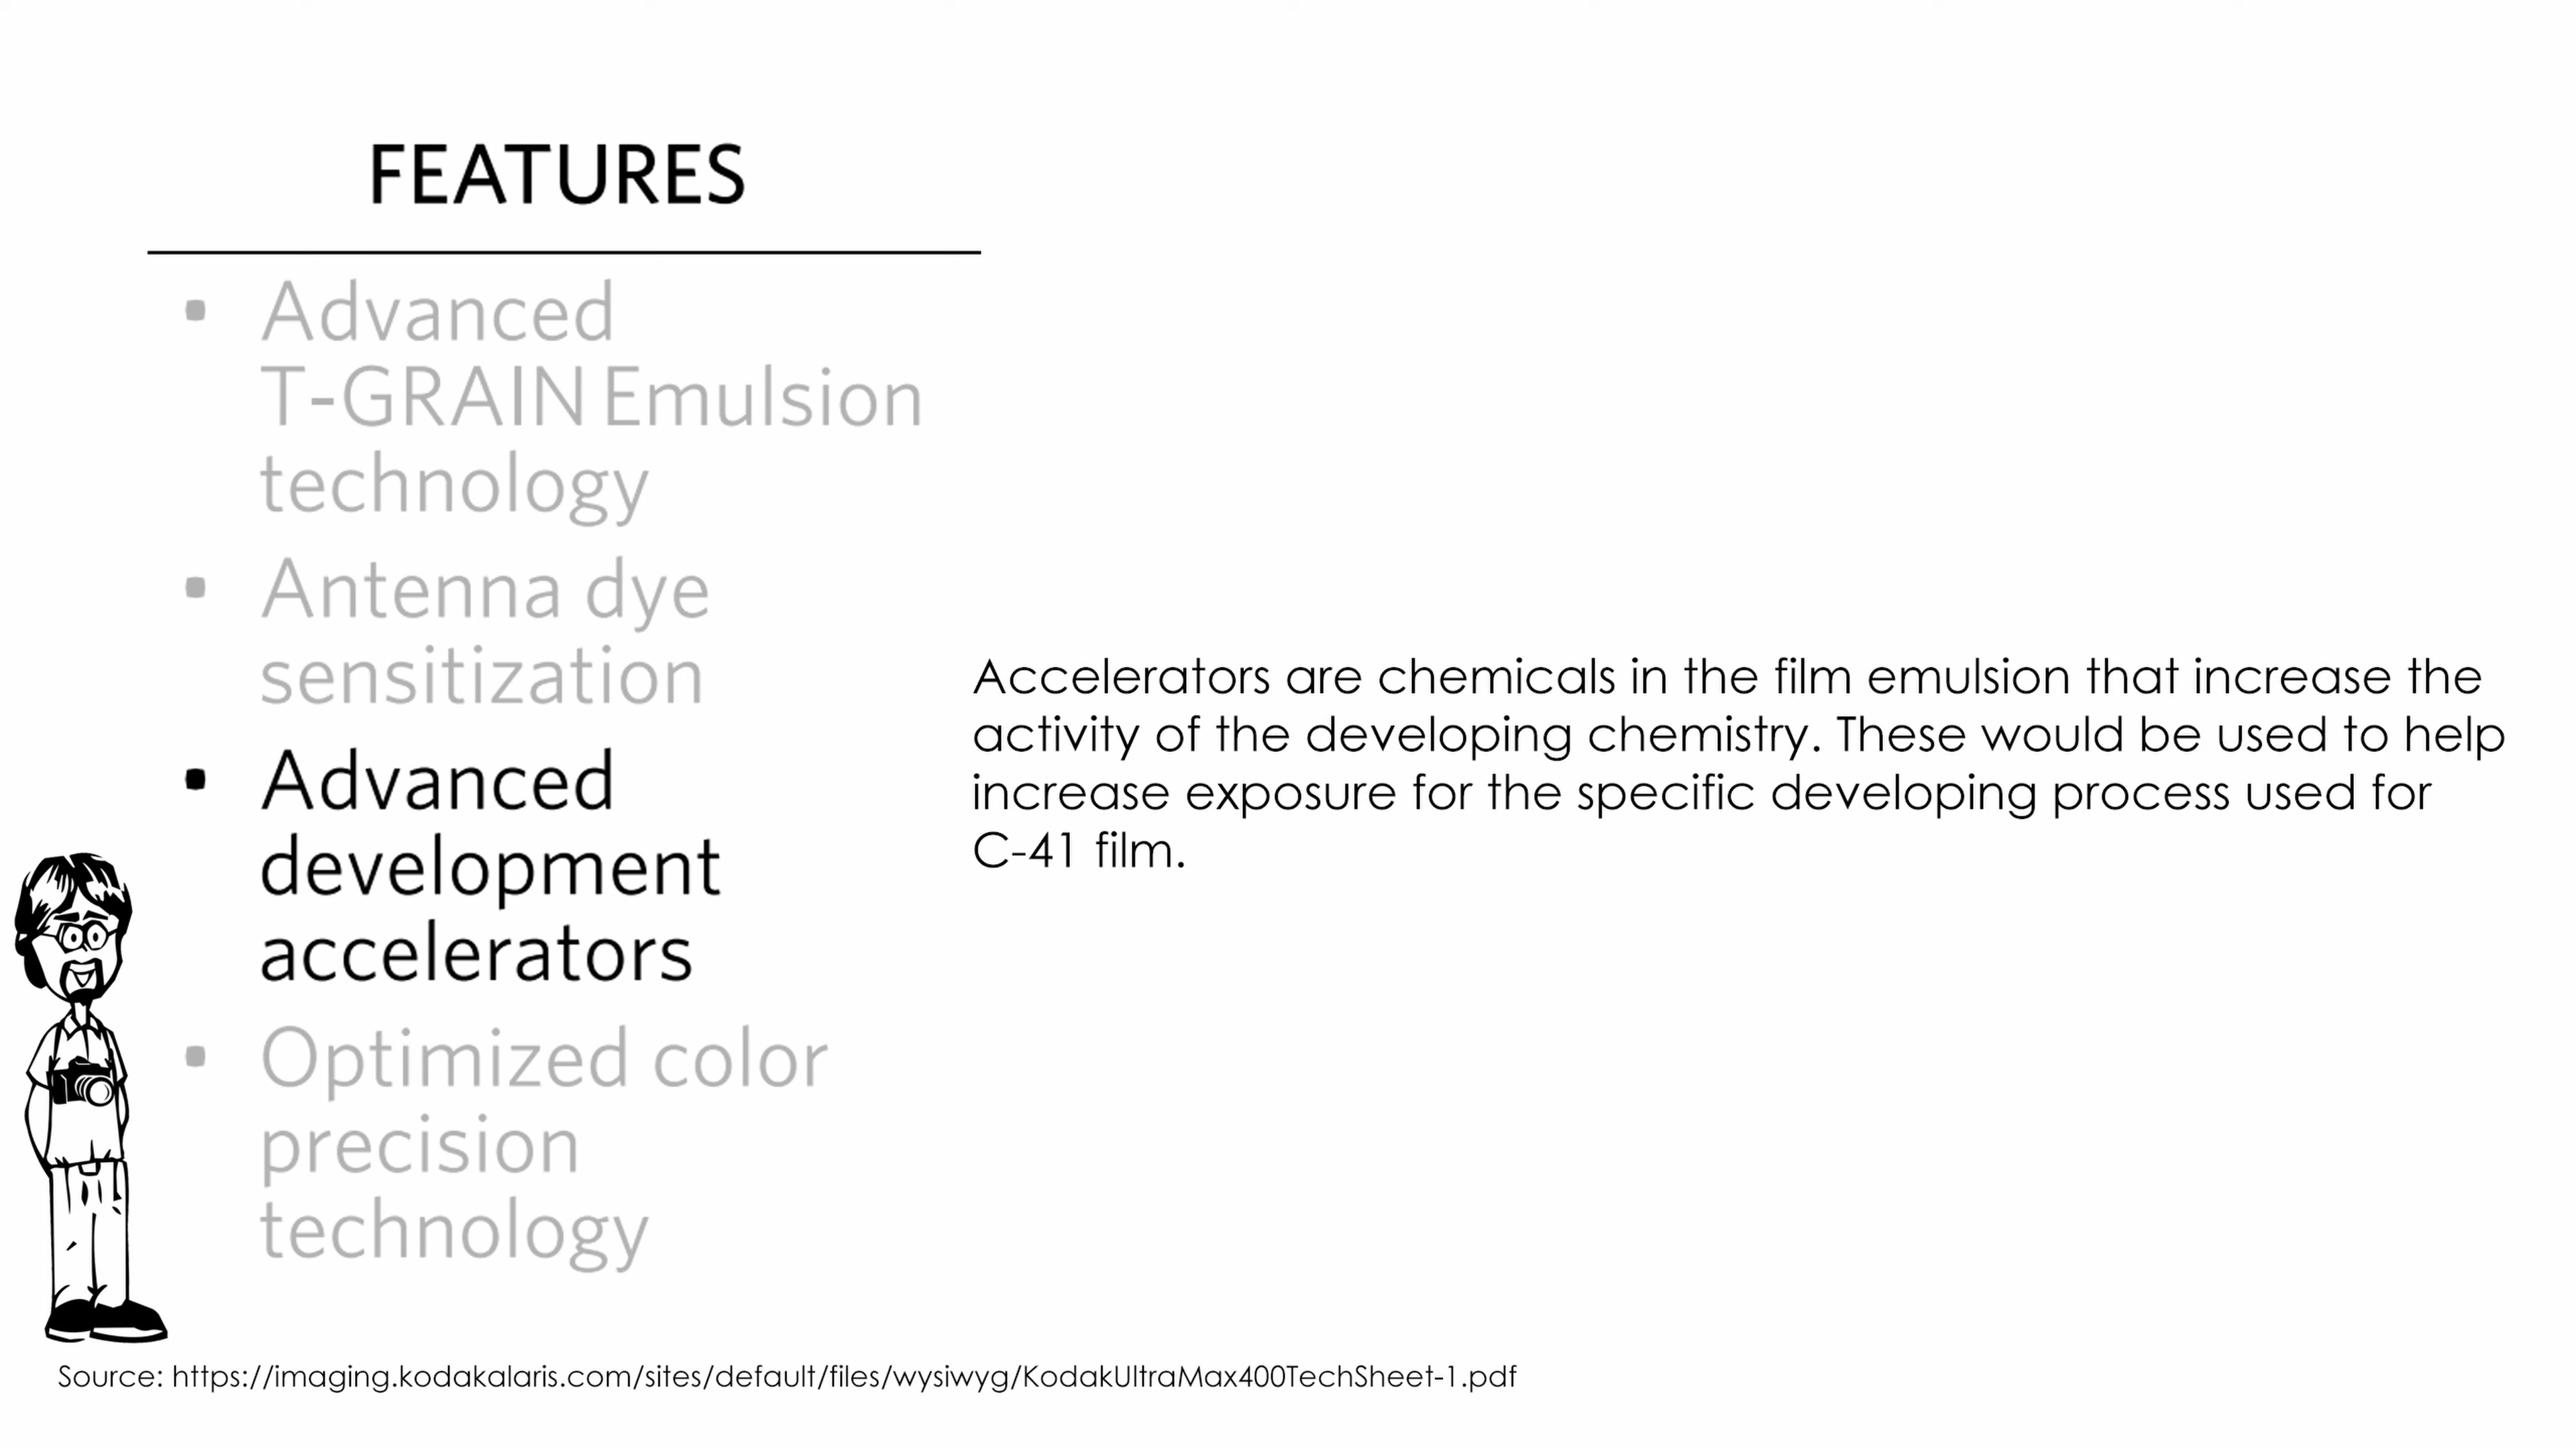 FEATURES
▪ Advanced
T-GRAIN Emulsion
technology
▪ Antenna dye
sensitization
▪ Advanced
development
accelerators
▪ Optimized color
precision
technology
Accelerators are chemicals in the film emulsion that increase the
activity of the developing chemistry. These would be used to help
increase exposure for the specific developing process used for
C-41 film.
Source: https://imaging.kodakalaris.com/sites/default/files/wysiwyg/KodakUltraMax400TechSheet-1.pdf